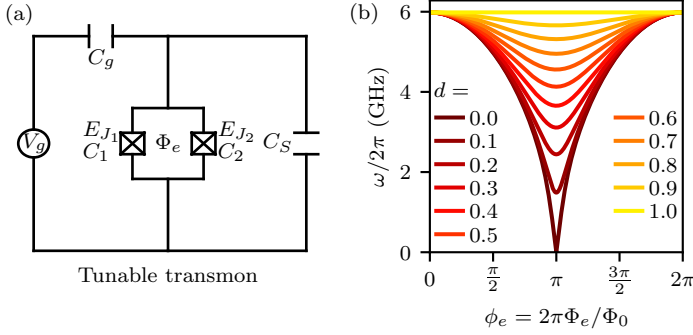 (a)
C_g
V_g
E_{J_1}
C_1
Φ_e
E_{J_2}
C_2
C_S
Tunable transmon
(b)
ω/2π (GHz)
6
4
2
0
d =
0.0
0.1
0.2
0.3
0.4
0.5
0.6
0.7
0.8
0.9
1.0
0
π/2
π
3π/2
2π
ϕ_e = 2πΦ_e/Φ_0